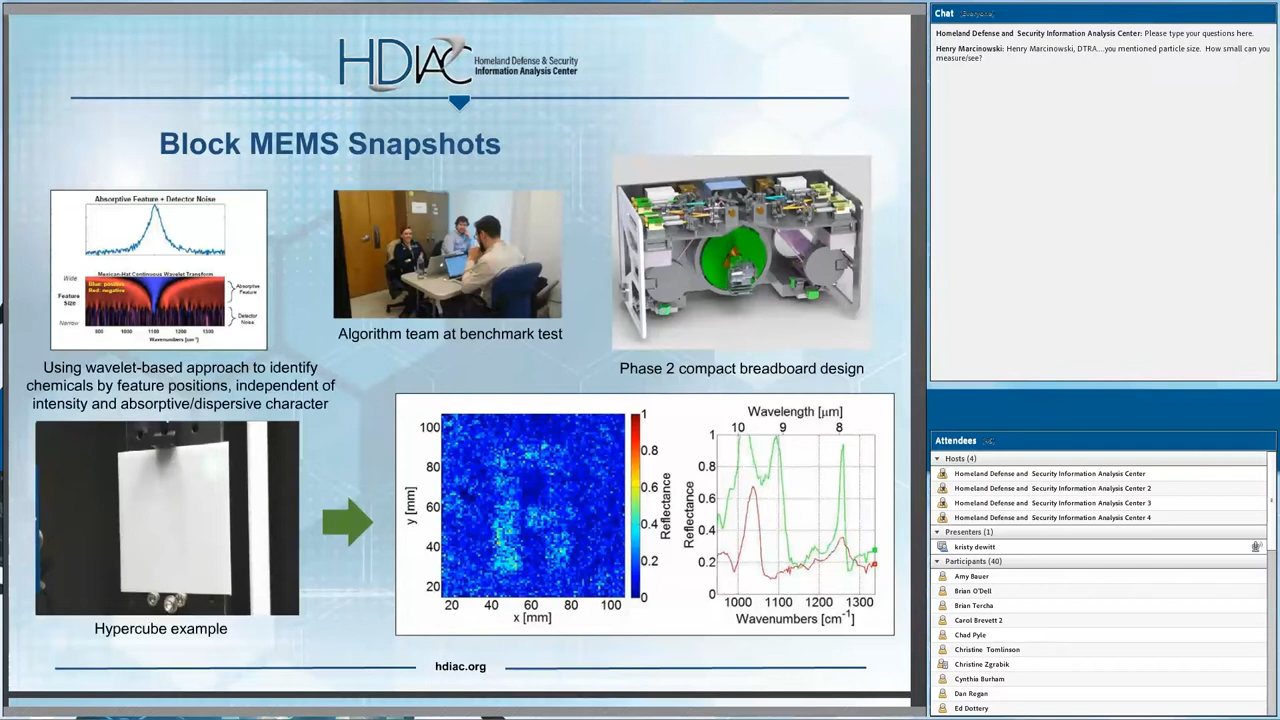 HDIAC
Homeland Defense & Security
Information Analysis Center
Block MEMS Snapshots
Absorptive Feature + Detector Noise
Mexican-Hat Continuous Wavelet Transform
Wide
Feature
Size
Narrow
Blue: positive
Red: negative
Absorptive
Feature
Detector
Noise
800 1000 1100 1200 1300
Wavenumbers [cm⁻¹]
Using wavelet-based approach to identify
chemicals by feature positions, independent of
intensity and absorptive/dispersive character
Algorithm team at benchmark test
Phase 2 compact breadboard design
Hypercube example
100
80
60
40
20
y [mm]
20 40 60 80 100
x [mm]
1
0.8
0.6
0.4
0.2
0
Reflectance
Wavelength [μm]
10 9 8
1
0.8
0.6
0.4
0.2
0
Reflectance
1000 1100 1200 1300
Wavenumbers [cm⁻¹]
hdiac.org
Chat (Everyone)
Homeland Defense and Security Information Analysis Center: Please type your questions here.
Henry Marcinowski: Henry Marcinowski, DTRA....you mentioned particle size. How small can you
measure/see?
Attendees
Hosts (4)
Homeland Defense and Security Information Analysis Center
Homeland Defense and Security Information Analysis Center 2
Homeland Defense and Security Information Analysis Center 3
Homeland Defense and Security Information Analysis Center 4
Presenters (1)
kristy dewitt
Participants (40)
Amy Bauer
Brian O'Dell
Brian Tercha
Carol Brevett 2
Chad Pyle
Christine Tomlinson
Christine Zgrabik
Cynthia Burham
Dan Regan
Ed Dottery